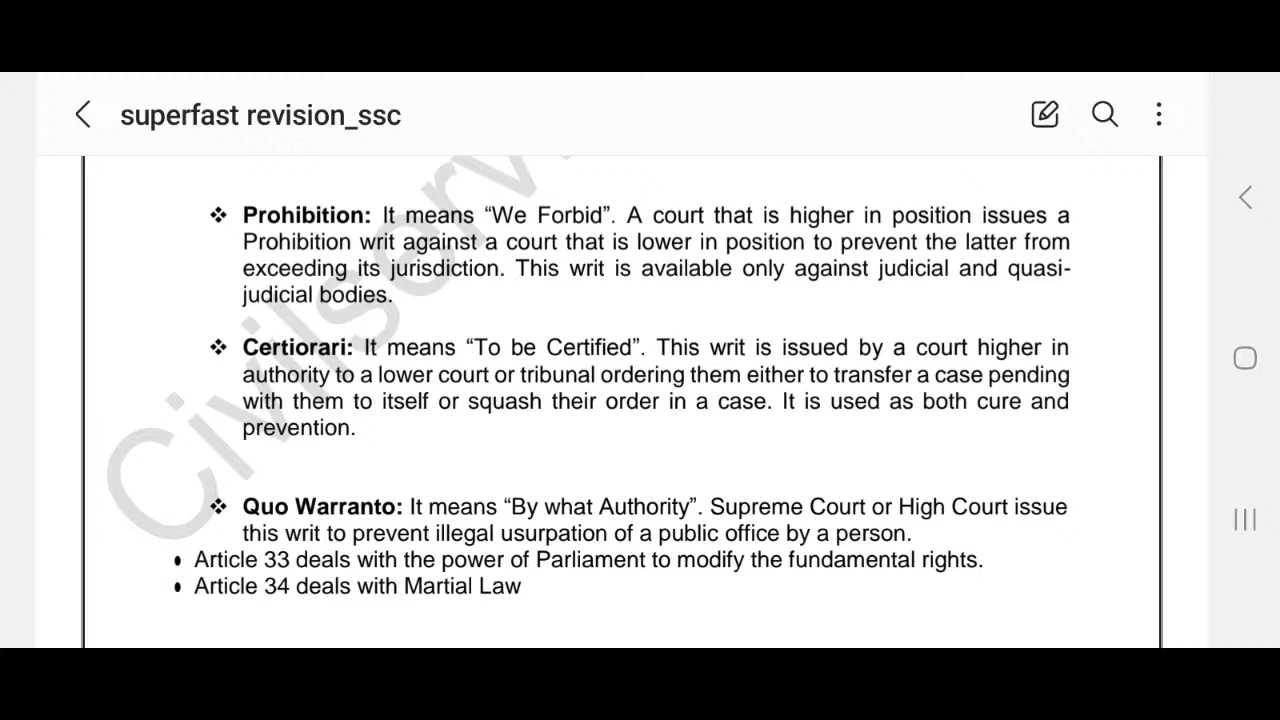 superfast revision_ssc
❖ Prohibition: It means “We Forbid”. A court that is higher in position issues a
Prohibition writ against a court that is lower in position to prevent the latter from
exceeding its jurisdiction. This writ is available only against judicial and quasi-
judicial bodies.
❖ Certiorari: It means “To be Certified”. This writ is issued by a court higher in
authority to a lower court or tribunal ordering them either to transfer a case pending
with them to itself or squash their order in a case. It is used as both cure and
prevention.
❖ Quo Warranto: It means “By what Authority”. Supreme Court or High Court issue
this writ to prevent illegal usurpation of a public office by a person.
• Article 33 deals with the power of Parliament to modify the fundamental rights.
• Article 34 deals with Martial Law
Civilserv